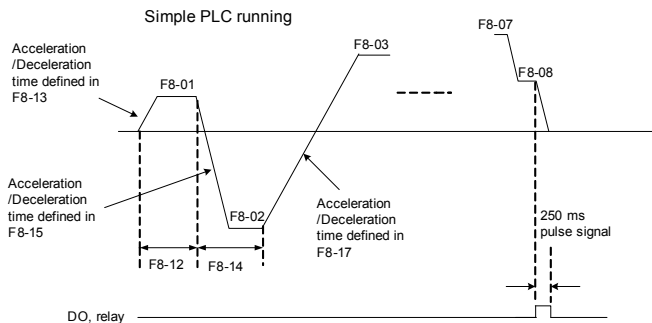 Simple PLC running
Acceleration
/Deceleration
time defined in
F8-13
F8-01
F8-03
F8-07
F8-08
Acceleration
/Deceleration
time defined in
F8-15
F8-02
F8-12
F8-14
Acceleration
/Deceleration
time defined in
F8-17
250 ms
pulse signal
DO, relay